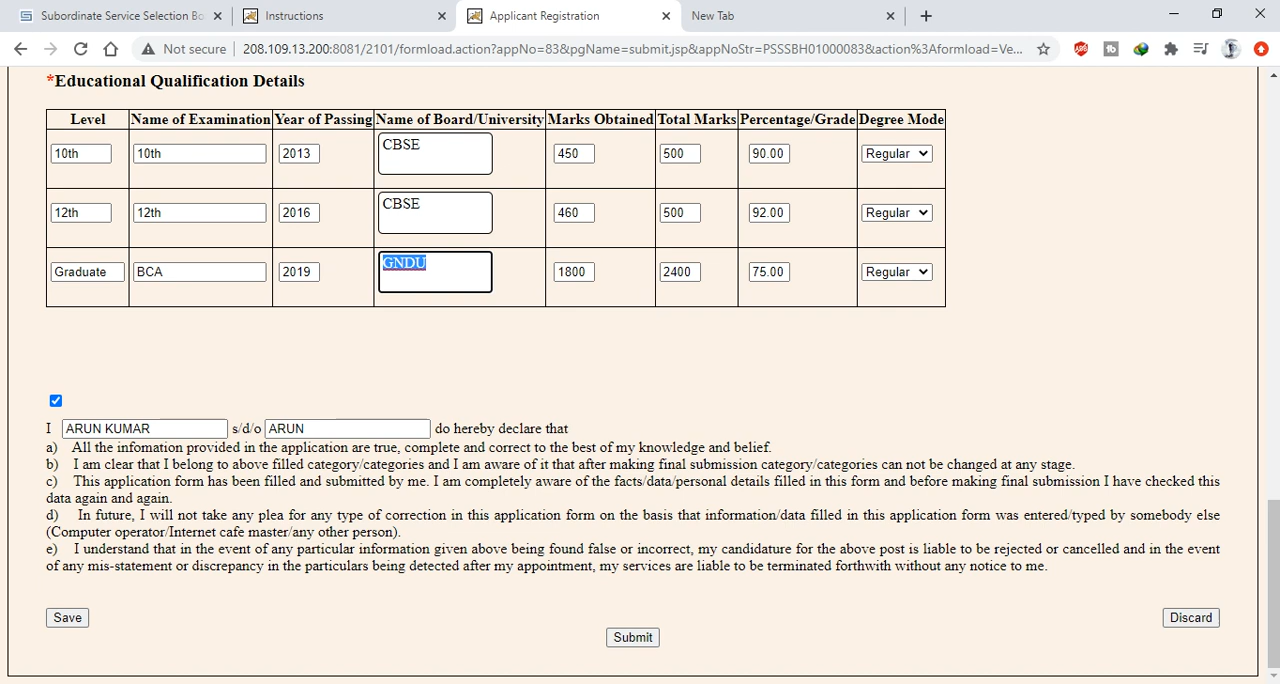 Subordinate Service Selection Bo
Instructions
Applicant Registration
New Tab
Not secure
208.109.13.200:8081/2101/formload.action?appNo=83&pgName=submit.jsp&appNoStr=PSSSBH01000083&action%3Aformload=Ve...
*Educational Qualification Details
Level Name of Examination Year of Passing Name of Board/University Marks Obtained Total Marks Percentage/Grade Degree Mode
10th 10th 2013 CBSE 450 500 90.00 Regular
12th 12th 2016 CBSE 460 500 92.00 Regular
Graduate BCA 2019 GNDU 1800 2400 75.00 Regular
I ARUN KUMAR s/d/o ARUN do hereby declare that
a) All the infomation provided in the application are true, complete and correct to the best of my knowledge and belief.
b) I am clear that I belong to above filled category/categories and I am aware of it that after making final submission category/categories can not be changed at any stage.
c) This application form has been filled and submitted by me. I am completely aware of the facts/data/personal details filled in this form and before making final submission I have checked this
data again and again.
d) In future, I will not take any plea for any type of correction in this application form on the basis that information/data filled in this application form was entered/typed by somebody else
(Computer operator/Internet cafe master/any other person).
e) I understand that in the event of any particular information given above being found false or incorrect, my candidature for the above post is liable to be rejected or cancelled and in the event
of any mis-statement or discrepancy in the particulars being detected after my appointment, my services are liable to be terminated forthwith without any notice to me.
Save
Discard
Submit